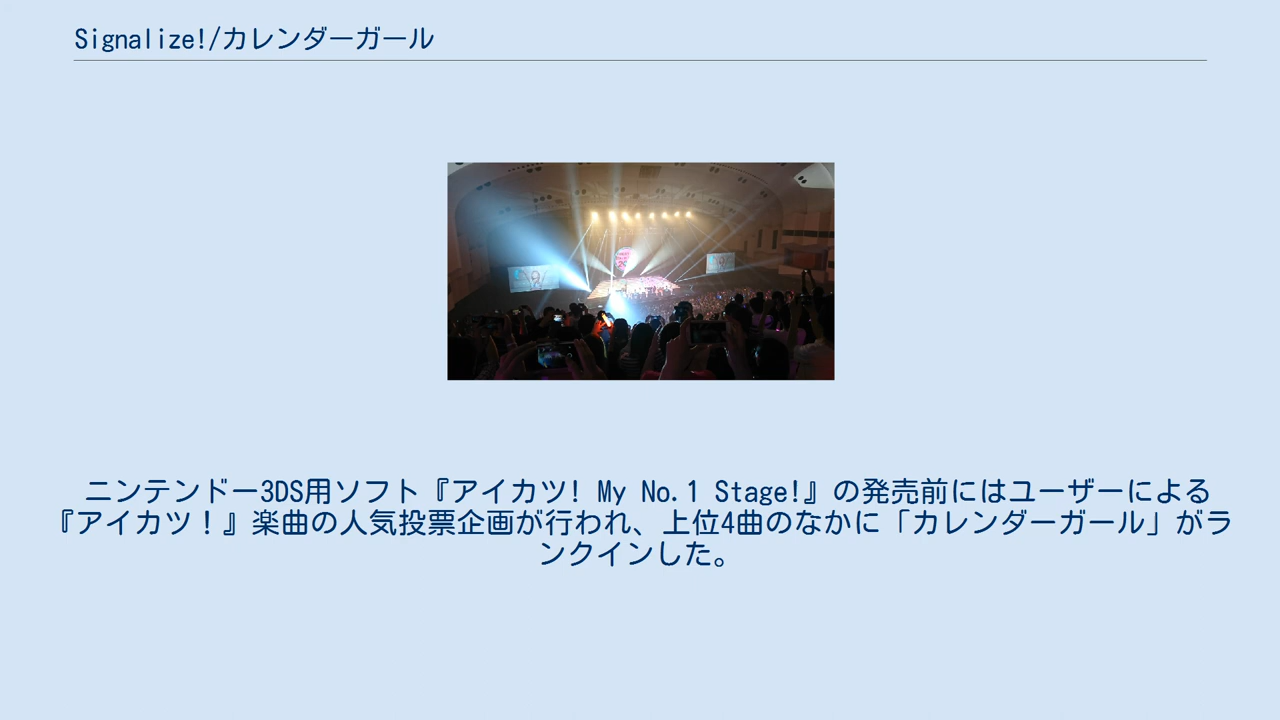 Signalize!/カレンダーガール
ニンテンドー3DS用ソフト『アイカツ! My No.1 Stage!』の発売前にはユーザーによる
『アイカツ！』楽曲の人気投票企画が行われ、上位4曲のなかに「カレンダーガール」がラ
ンクインした。